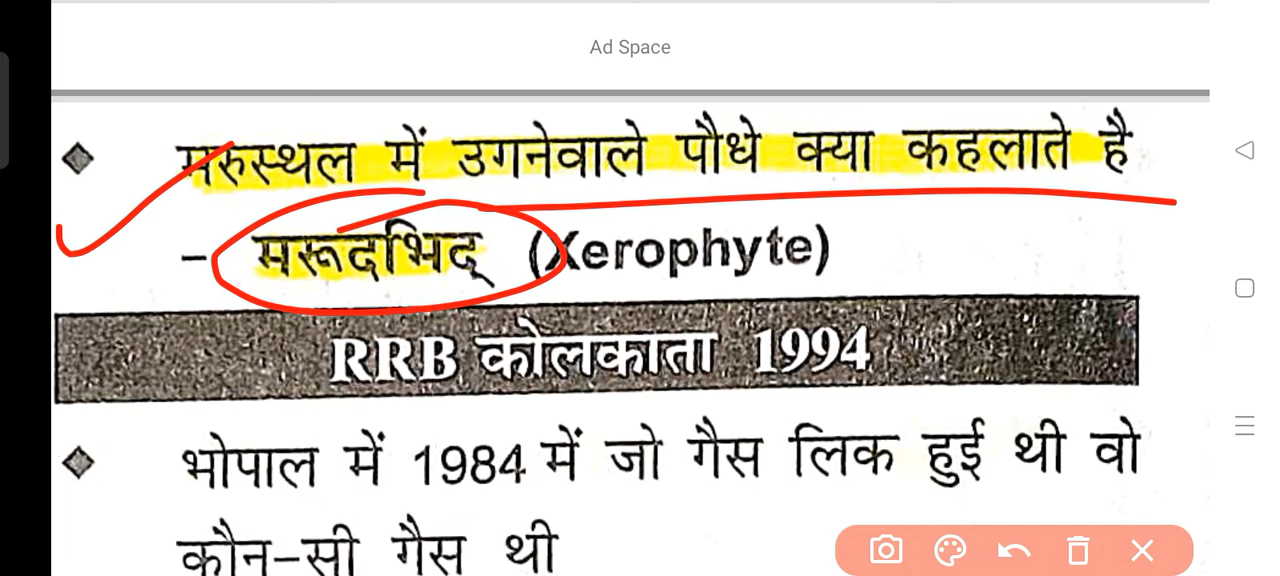 Ad Space
मरुस्थल में उगनेवाले पौधे क्या कहलाते है
– मरूदभिद् (Xerophyte)
RRB कोलकाता 1994
भोपाल में 1984 में जो गैस लिक हुई थी वो
कौन-सी गैस थी